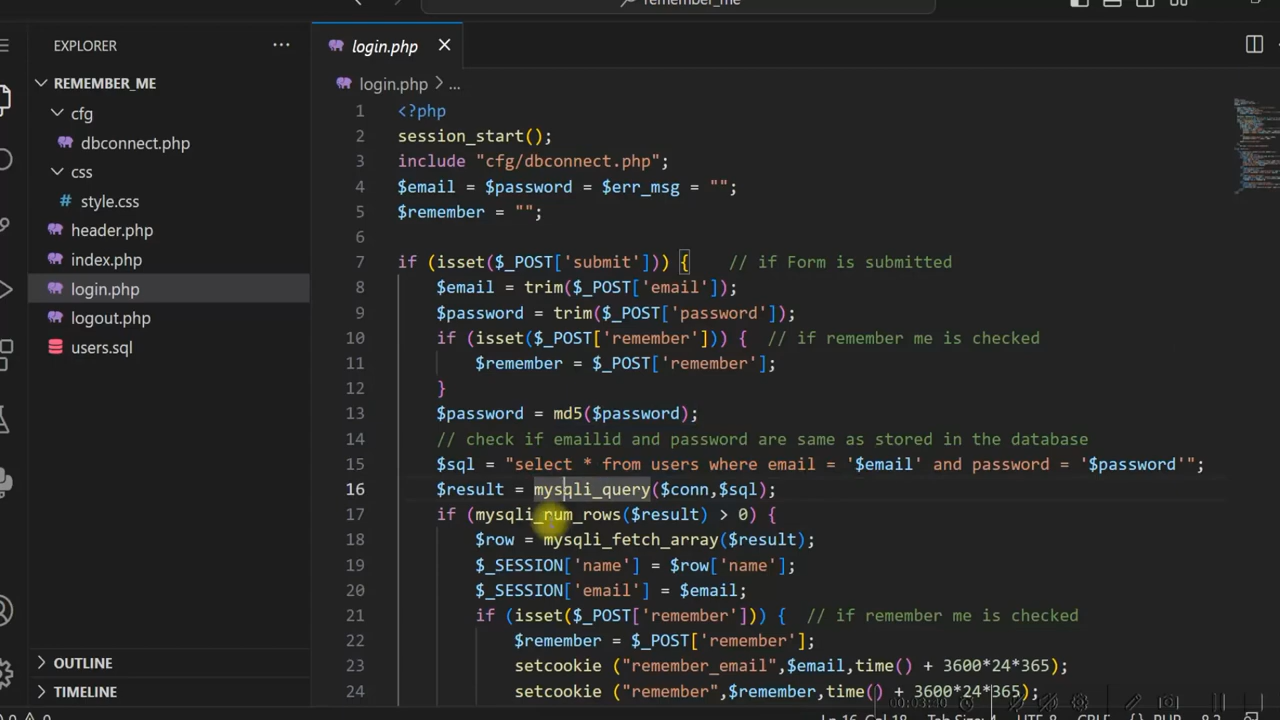 remember_me
EXPLORER
REMEMBER_ME
cfg
dbconnect.php
css
style.css
header.php
index.php
login.php
logout.php
users.sql
OUTLINE
TIMELINE
login.php
login.php > ...
1 <?php
2 session_start();
3 include "cfg/dbconnect.php";
4 $email = $password = $err_msg = "";
5 $remember = "";
6
7 if (isset($_POST['submit'])) { // if Form is submitted
8 $email = trim($_POST['email']);
9 $password = trim($_POST['password']);
10 if (isset($_POST['remember'])) { // if remember me is checked
11 $remember = $_POST['remember'];
12 }
13 $password = md5($password);
14 // check if emailid and password are same as stored in the database
15 $sql = "select * from users where email = '$email' and password = '$password'";
16 $result = mysqli_query($conn,$sql);
17 if (mysqli_num_rows($result) > 0) {
18 $row = mysqli_fetch_array($result);
19 $_SESSION['name'] = $row['name'];
20 $_SESSION['email'] = $email;
21 if (isset($_POST['remember'])) { // if remember me is checked
22 $remember = $_POST['remember'];
23 setcookie ("remember_email",$email,time() + 3600*24*365);
24 setcookie ("remember",$remember,time() + 3600*24*365);